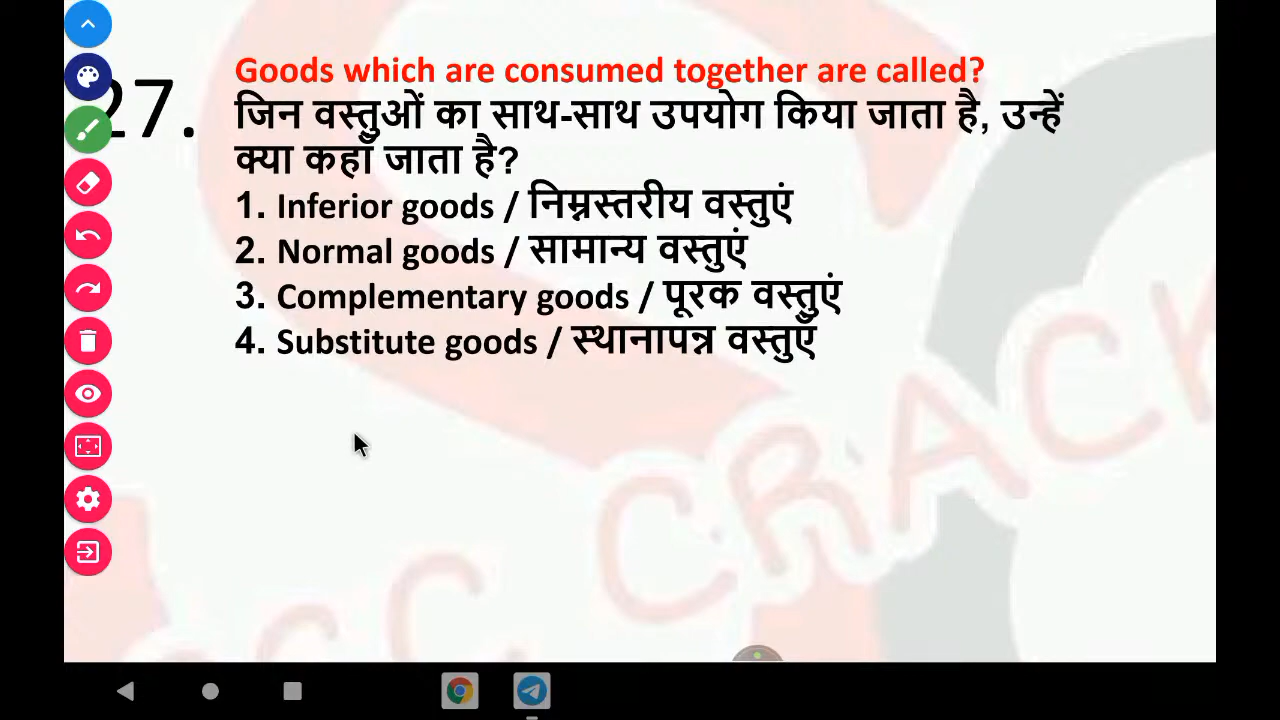 27.
Goods which are consumed together are called?
जिन वस्तुओं का साथ-साथ उपयोग किया जाता है, उन्हें
क्या कहाँ जाता है?
1. Inferior goods / निम्नस्तरीय वस्तुएं
2. Normal goods / सामान्य वस्तुएं
3. Complementary goods / पूरक वस्तुएं
4. Substitute goods / स्थानापन्न वस्तुएँ